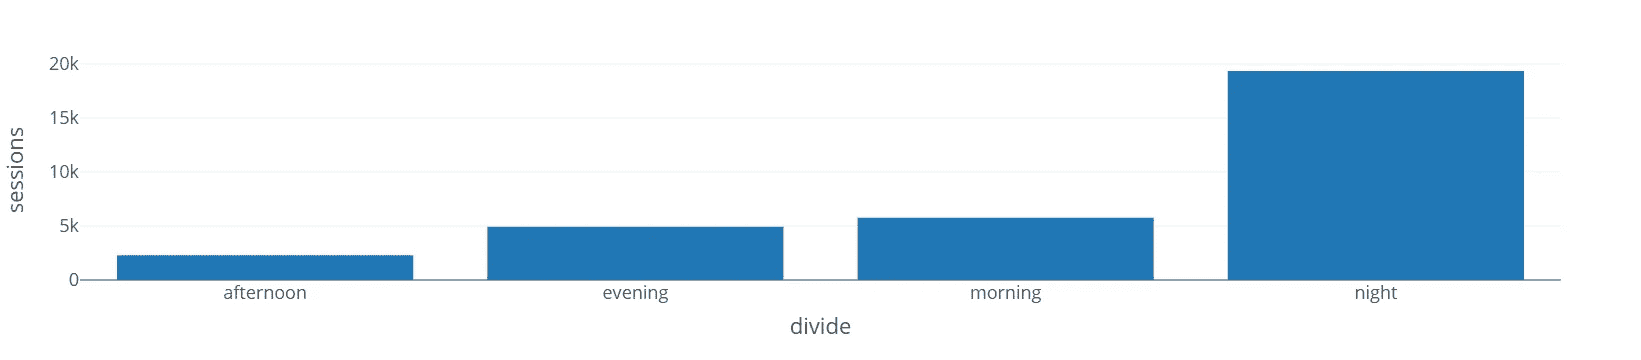 sessions
20k
15k
10k
5k
0
afternoon evening morning night
divide